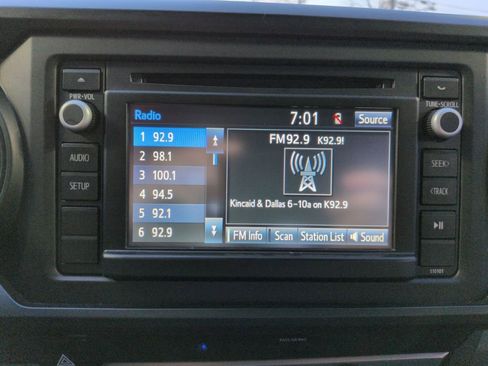 PWR•VOL
TUNE•SCROLL
Radio
7:01
Source
1 92.9
2 98.1
3 100.1
4 94.5
5 92.1
6 92.9
FM92.9 K92.9!
Kincaid & Dallas 6-10a on K92.9
FM Info
Scan
Station List
Sound
AUDIO
SETUP
SEEK>
<TRACK